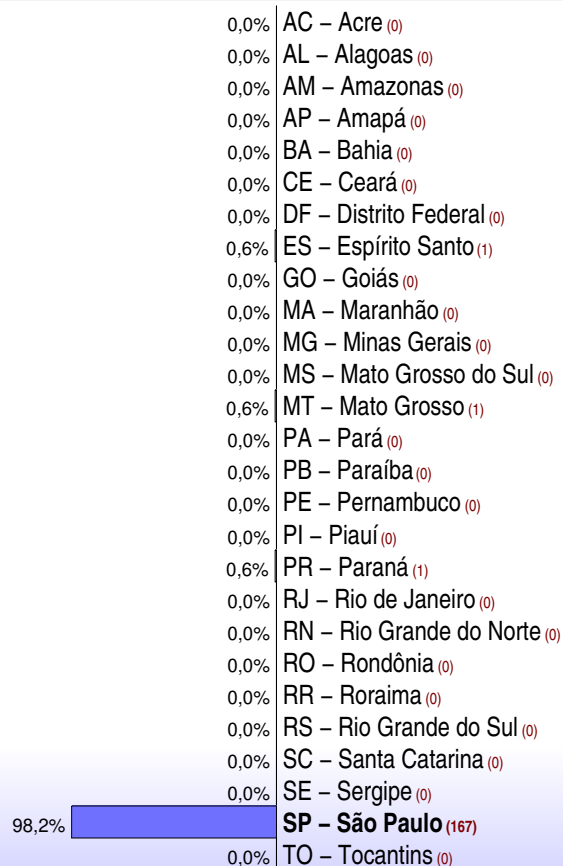 0,0% AC – Acre (0)
0,0% AL – Alagoas (0)
0,0% AM – Amazonas (0)
0,0% AP – Amapá (0)
0,0% BA – Bahia (0)
0,0% CE – Ceará (0)
0,0% DF – Distrito Federal (0)
0,6% ES – Espírito Santo (1)
0,0% GO – Goiás (0)
0,0% MA – Maranhão (0)
0,0% MG – Minas Gerais (0)
0,0% MS – Mato Grosso do Sul (0)
0,6% MT – Mato Grosso (1)
0,0% PA – Pará (0)
0,0% PB – Paraíba (0)
0,0% PE – Pernambuco (0)
0,0% PI – Piauí (0)
0,6% PR – Paraná (1)
0,0% RJ – Rio de Janeiro (0)
0,0% RN – Rio Grande do Norte (0)
0,0% RO – Rondônia (0)
0,0% RR – Roraima (0)
0,0% RS – Rio Grande do Sul (0)
0,0% SC – Santa Catarina (0)
0,0% SE – Sergipe (0)
98,2% SP – São Paulo (167)
0,0% TO – Tocantins (0)